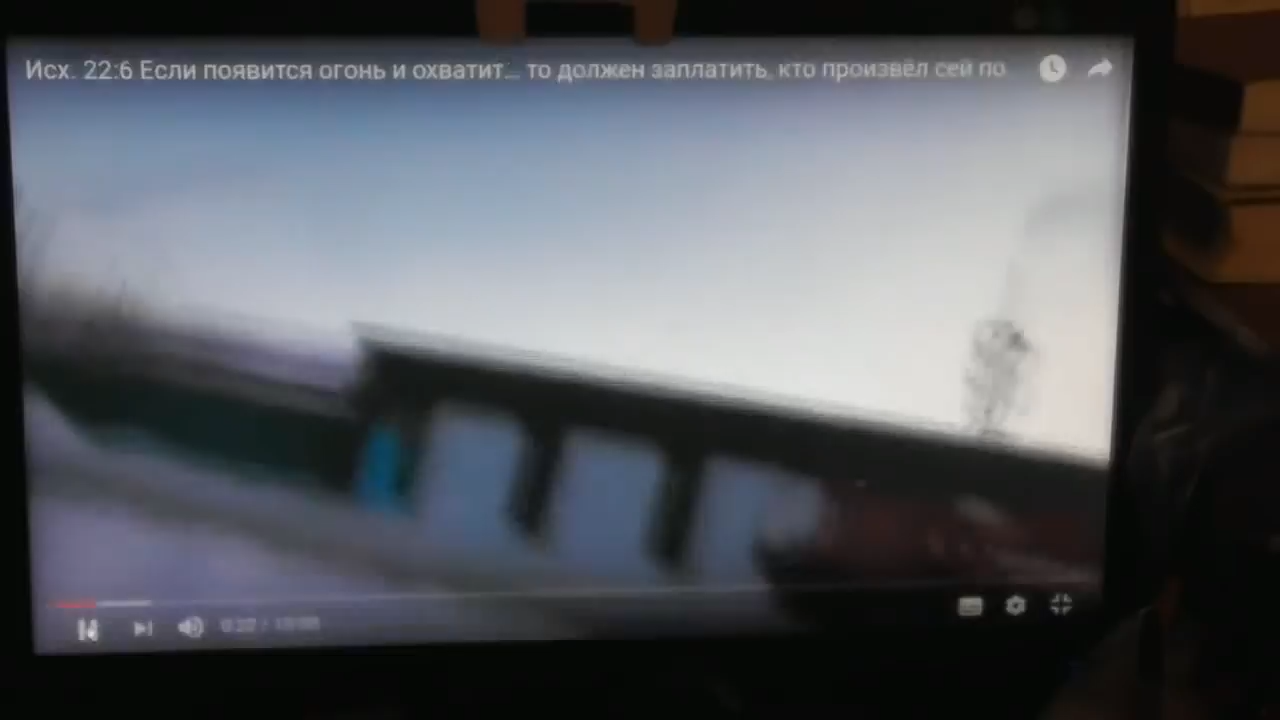 Исх. 22:6 Если появится огонь и охватит... то должен заплатить, кто произвёл сей по